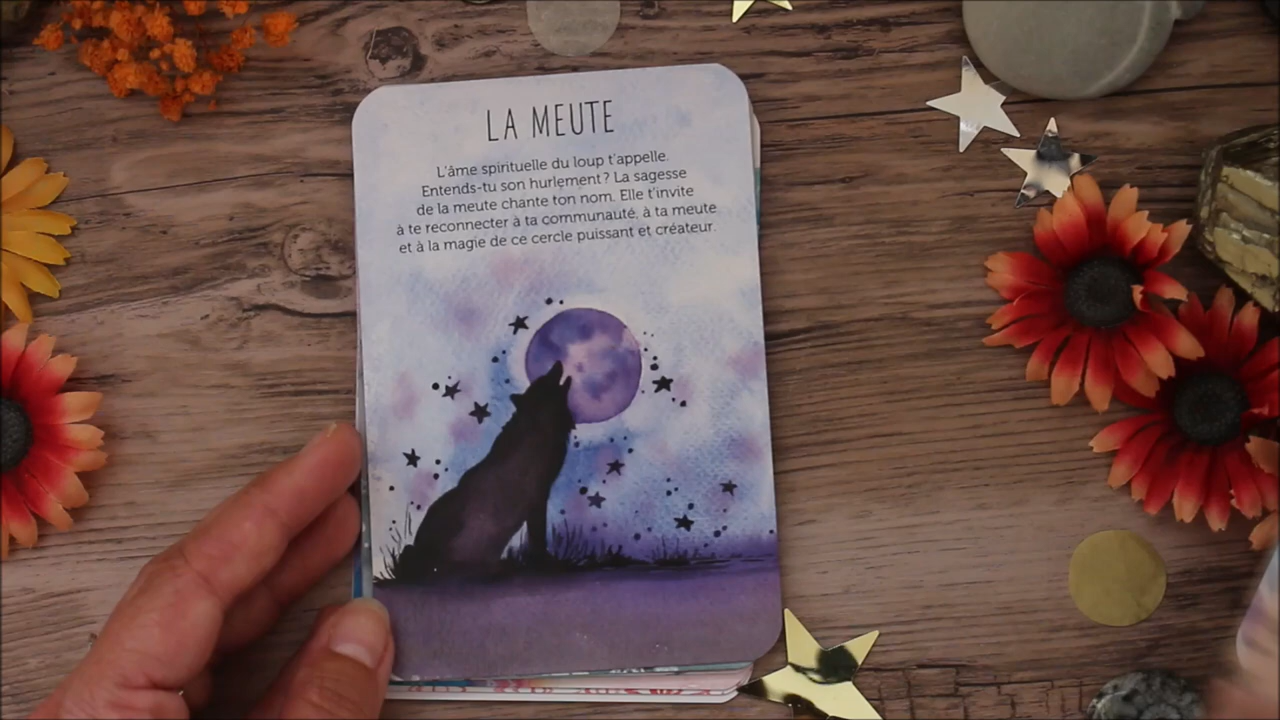 LA MEUTE
L'âme spirituelle du loup t'appelle.
Entends-tu son hurlement ? La sagesse
de la meute chante ton nom. Elle t'invite
à te reconnecter à ta communauté, à ta meute
et à la magie de ce cercle puissant et créateur.